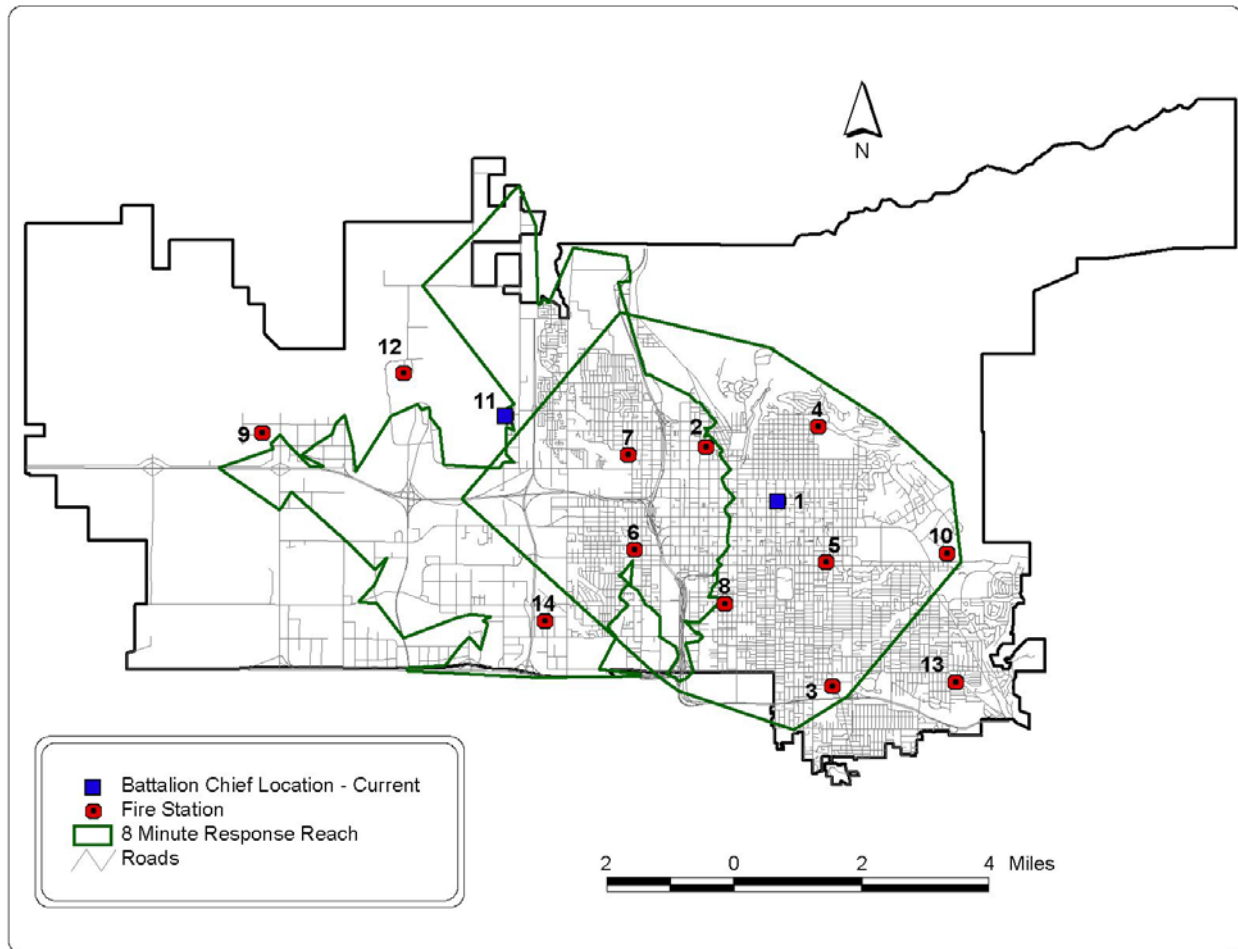 N
12
11
9
4
2
7
1
6
5
10
8
14
13
3
Battalion Chief Location - Current
Fire Station
8 Minute Response Reach
Roads
2 0 2 4 Miles